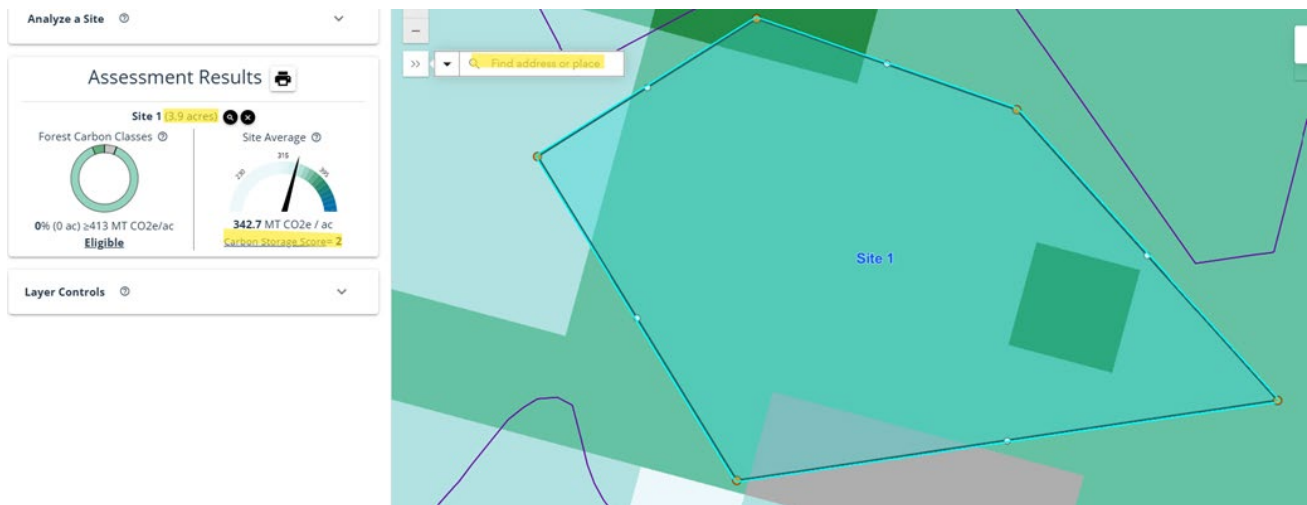 Analyze a Site
Assessment Results
Site 1 (3.9 acres)
Forest Carbon Classes
Site Average
230
315
395
0% (0 ac) ≥413 MT CO2e/ac
Eligible
342.7 MT CO2e / ac
Carbon Storage Score= 2
Layer Controls
Find address or place
Site 1